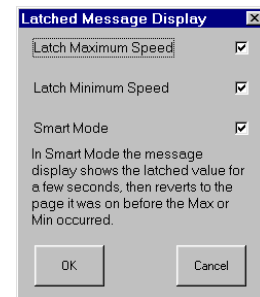 Latched Message Display
Latch Maximum Speed
Latch Minimum Speed
Smart Mode
In Smart Mode the message
display shows the latched value for
a few seconds, then reverts to the
page it was on before the Max or
Min occurred.
OK Cancel